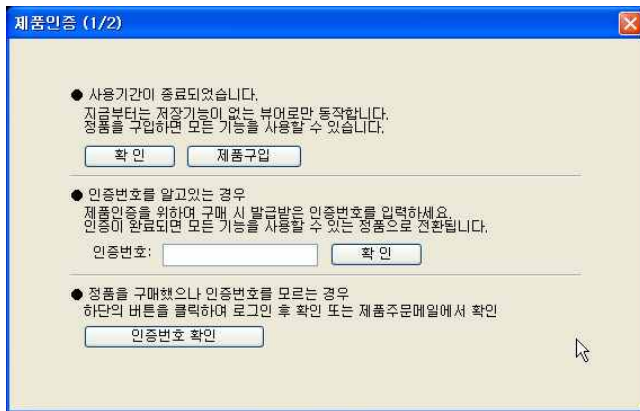 제품인증 (1/2)
● 사용기간이 종료되었습니다.
지금부터는 저장기능이 없는 뷰어로만 동작합니다.
정품을 구입하면 모든 기능을 사용할 수 있습니다.
확 인 제품구입
● 인증번호를 알고있는 경우
제품인증을 위하여 구매 시 발급받은 인증번호를 입력하세요.
인증이 완료되면 모든 기능을 사용할 수 있는 정품으로 전환됩니다.
인증번호: 확 인
● 정품을 구매했으나 인증번호를 모르는 경우
하단의 버튼을 클릭하여 로그인 후 확인 또는 제품주문메일에서 확인
인증번호 확인